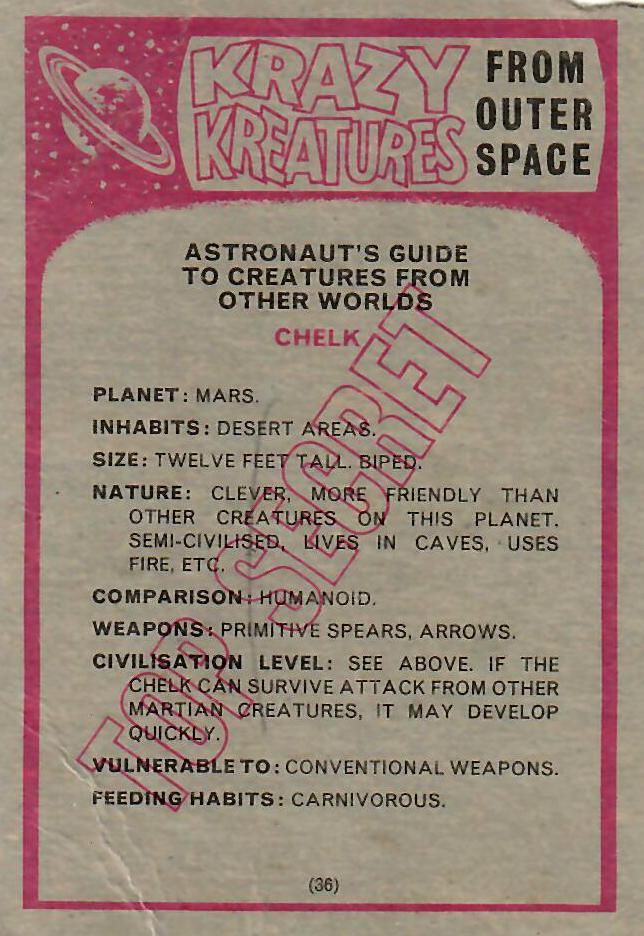 KRAZY
KREATURES
FROM
OUTER
SPACE
ASTRONAUT'S GUIDE
TO CREATURES FROM
OTHER WORLDS
CHELK
PLANET: MARS.
INHABITS: DESERT AREAS.
SIZE: TWELVE FEET TALL. BIPED.
NATURE: CLEVER, MORE FRIENDLY THAN
OTHER CREATURES ON THIS PLANET.
SEMI-CIVILISED, LIVES IN CAVES, USES
FIRE, ETC.
COMPARISON: HUMANOID.
WEAPONS: PRIMITIVE SPEARS, ARROWS.
CIVILISATION LEVEL: SEE ABOVE. IF THE
CHELK CAN SURVIVE ATTACK FROM OTHER
MARTIAN CREATURES, IT MAY DEVELOP
QUICKLY.
VULNERABLE TO: CONVENTIONAL WEAPONS.
FEEDING HABITS: CARNIVOROUS.
TOP SECRET
(36)